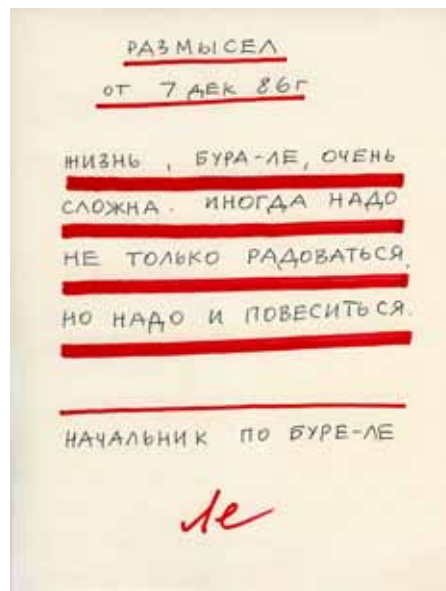 РАЗМЫСЕЛ
ОТ 7 ДЕК 86Г
ЖИЗНЬ, БУРА-ЛЕ, ОЧЕНЬ
СЛОЖНА. ИНОГДА НАДО
НЕ ТОЛЬКО РАДОВАТЬСЯ,
НО НАДО И ПОВЕСИТЬСЯ.
НАЧАЛЬНИК ПО БУРЕ-ЛЕ
Ле